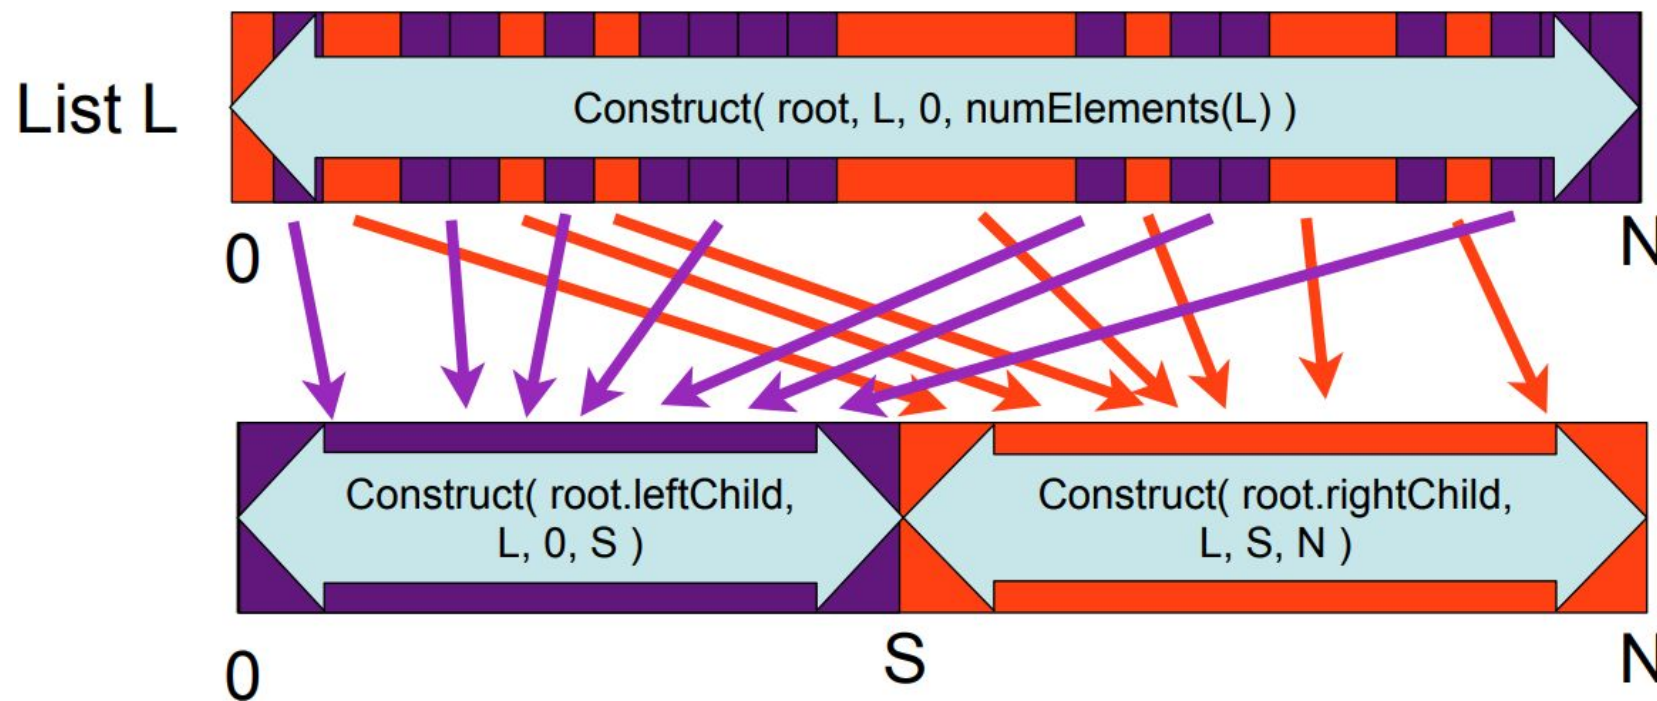 List L
Construct( root, L, 0, numElements(L) )
0
N
Construct( root.leftChild,
L, 0, S )
Construct( root.rightChild,
L, S, N )
0
S
N